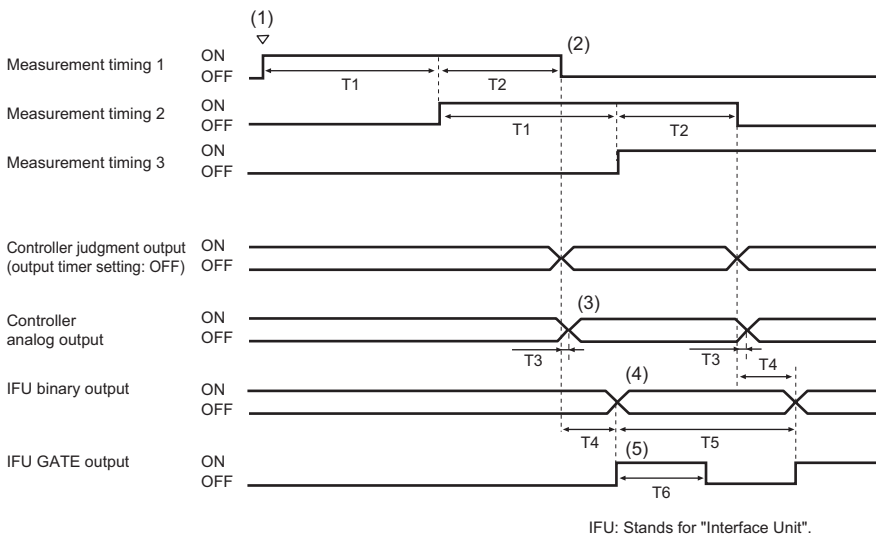 (1)
Measurement timing 1 ON (2)
OFF
T1 T2
Measurement timing 2 ON
OFF
T1 T2
Measurement timing 3 ON
OFF
Controller judgment output ON
(output timer setting: OFF) OFF
Controller ON (3)
analog output OFF
T3 T3 T4
IFU binary output ON (4)
OFF
T4 T5
IFU GATE output ON (5)
OFF
T6
IFU: Stands for "Interface Unit".